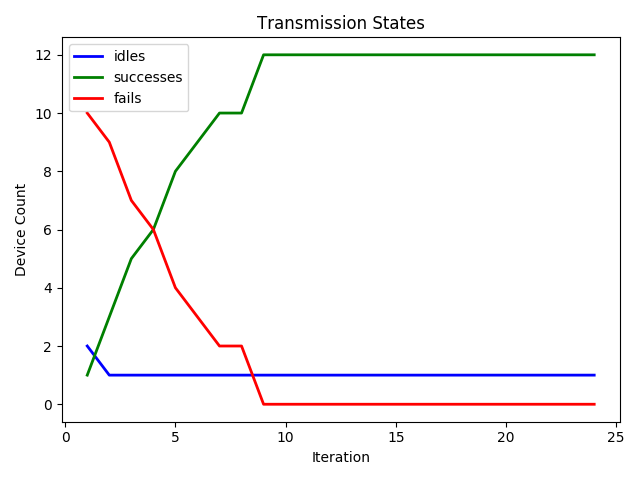 Transmission States
idles
successes
fails
Device Count
12
10
8
6
4
2
0
0 5 10 15 20 25
Iteration